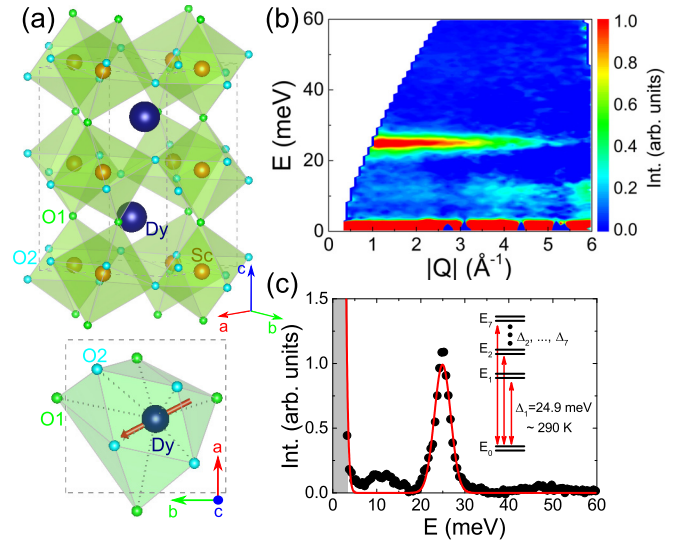 (a)
O1
Dy
O2
Sc
c
a
b
O2
O1
Dy
a
b
c
(b)
60
40
20
0
E (meV)
1
2
3
4
5
6
|Q| (Å⁻¹)
1.0
0.8
0.6
0.4
0.2
0.0
Int. (arb. units)
(c)
1.5
1.0
0.5
0.0
Int. (arb. units)
0
10
20
30
40
50
60
E (meV)
E₇
Δ₂, ..., Δ₇
E₂
E₁
Δ₁=24.9 meV
~ 290 K
E₀